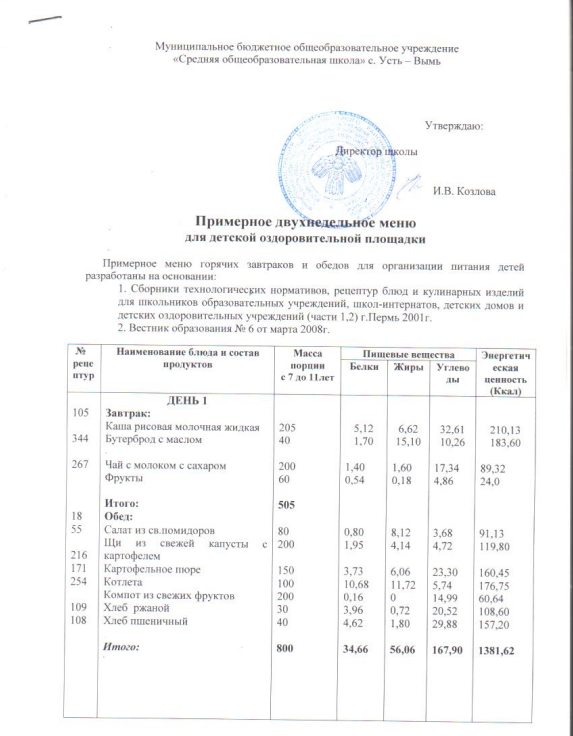 Муниципальное бюджетное общеобразовательное учреждение
«Средняя общеобразовательная школа» с. Усть – Вымь
Утверждаю:
Директор школы
И.В. Козлова
Примерное двухнедельное меню
для детской оздоровительной площадки
Примерное меню горячих завтраков и обедов для организации питания детей
разработаны на основании:
1. Сборники технологических нормативов, рецептур блюд и кулинарных изделий
для школьников образовательных учреждений, школ-интернатов, детских домов и
детских оздоровительных учреждений (части 1,2) г.Пермь 2001г.
2. Вестник образования № 6 от марта 2008г.
№ реце птур Наименование блюда и состав продуктов Масса порции с 7 до 11лет Пищевые вещества Энергетич еская ценность (Ккал)
Белки Жиры Углево ды
ДЕНЬ 1
105 Завтрак:
Каша рисовая молочная жидкая 205 5,12 6,62 32,61 210,13
344 Бутерброд с маслом 40 1,70 15,10 10,26 183,60
267 Чай с молоком с сахаром 200 1,40 1,60 17,34 89,32
Фрукты 60 0,54 0,18 4,86 24,0
Итого: 505
18 Обед:
55 Салат из св.помидоров 80 0,80 8,12 3,68 91,13
Щи из свежей капусты с 200 1,95 4,14 4,72 119,80
216 картофелем
171 Картофельное пюре 150 3,73 6,06 23,30 160,45
254 Котлета 100 10,68 11,72 5,74 176,75
Компот из свежих фруктов 200 0,16 0 14,99 60,64
109 Хлеб ржаной 30 3,96 0,72 20,52 108,60
108 Хлеб пшеничный 40 4,62 1,80 29,88 157,20
Итого: 800 34,66 56,06 167,90 1381,62